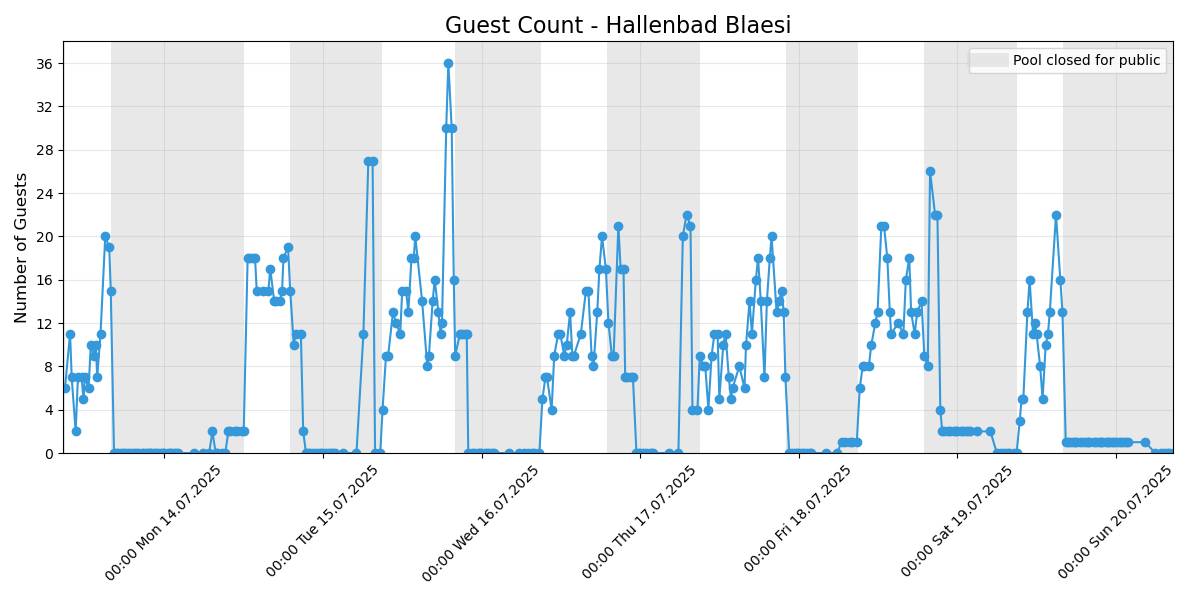 Guest Count - Hallenbad Blaesi
Pool closed for public
Number of Guests
36
32
28
24
20
16
12
8
4
0
00:00 Mon 14.07.2025
00:00 Tue 15.07.2025
00:00 Wed 16.07.2025
00:00 Thu 17.07.2025
00:00 Fri 18.07.2025
00:00 Sat 19.07.2025
00:00 Sun 20.07.2025